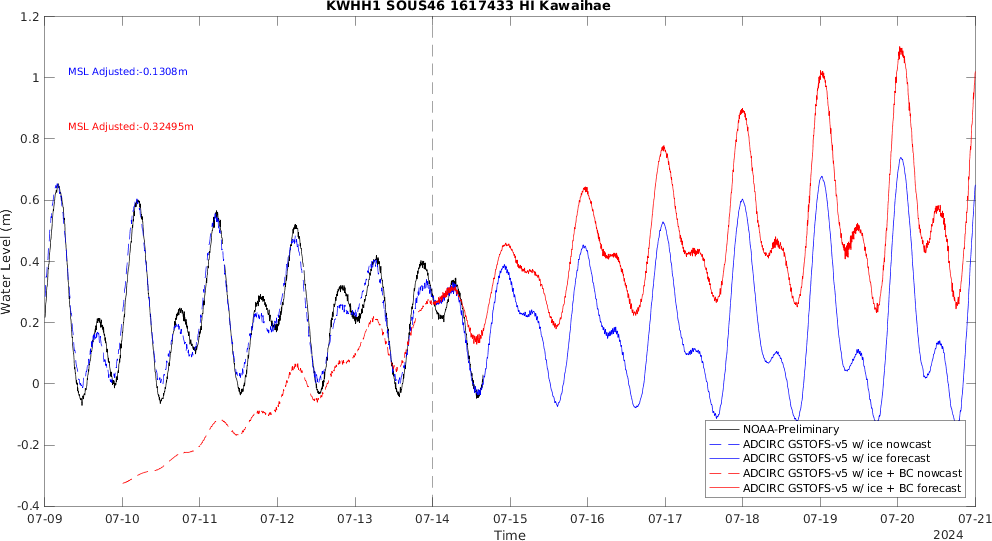 KWHH1 SOUS46 1617433 HI Kawaihae
1.2
1
0.8
0.6
0.4
0.2
0
-0.2
-0.4
Water Level (m)
MSL Adjusted:-0.1308m
MSL Adjusted:-0.32495m
NOAA-Preliminary
ADCIRC GSTOFS-v5 w/ ice nowcast
ADCIRC GSTOFS-v5 w/ ice forecast
ADCIRC GSTOFS-v5 w/ ice + BC nowcast
ADCIRC GSTOFS-v5 w/ ice + BC forecast
07-09 07-10 07-11 07-12 07-13 07-14 07-15 07-16 07-17 07-18 07-19 07-20 07-21
Time
2024